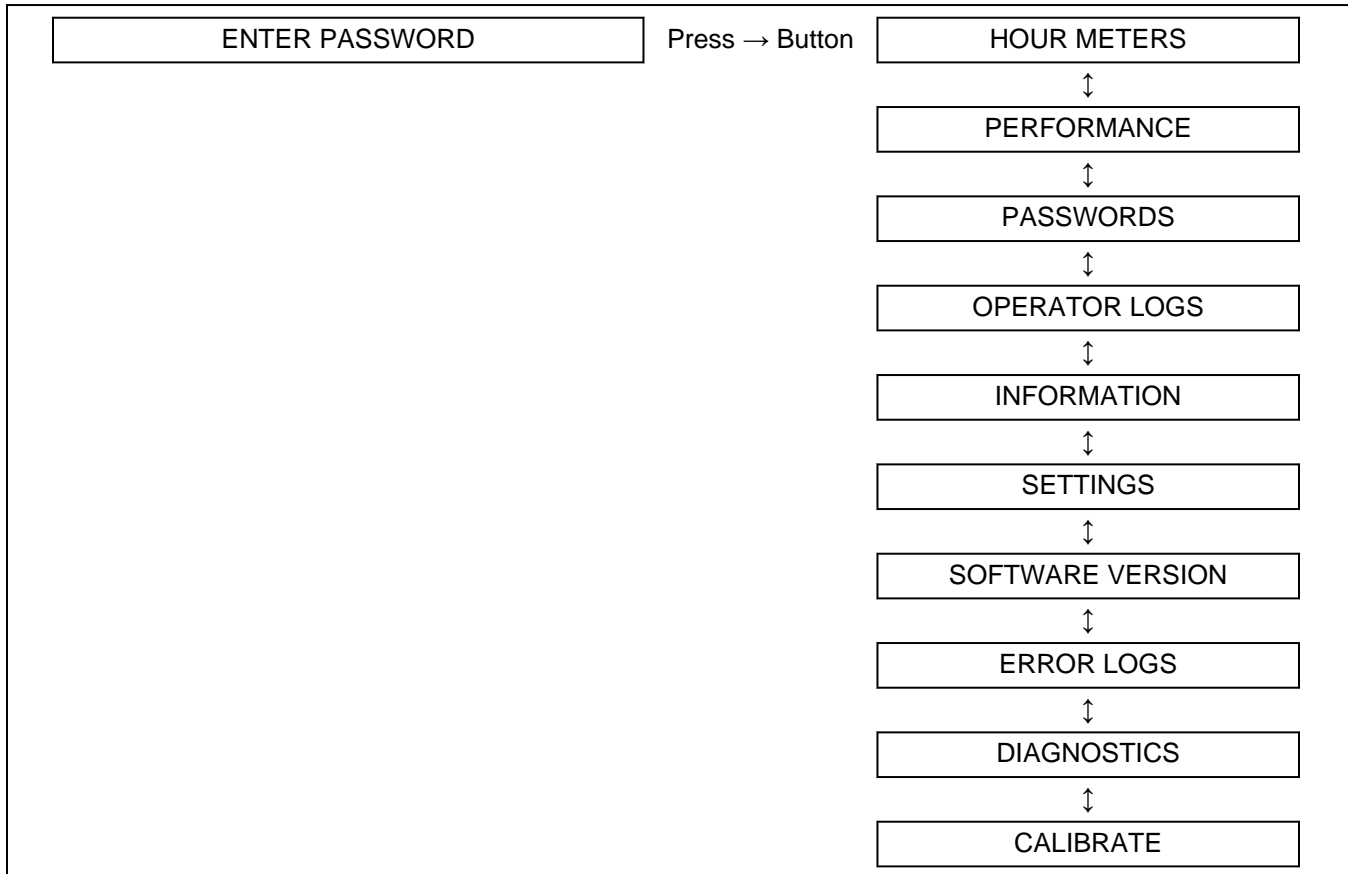 ENTER PASSWORD Press → Button HOUR METERS
↕
PERFORMANCE
↕
PASSWORDS
↕
OPERATOR LOGS
↕
INFORMATION
↕
SETTINGS
↕
SOFTWARE VERSION
↕
ERROR LOGS
↕
DIAGNOSTICS
↕
CALIBRATE